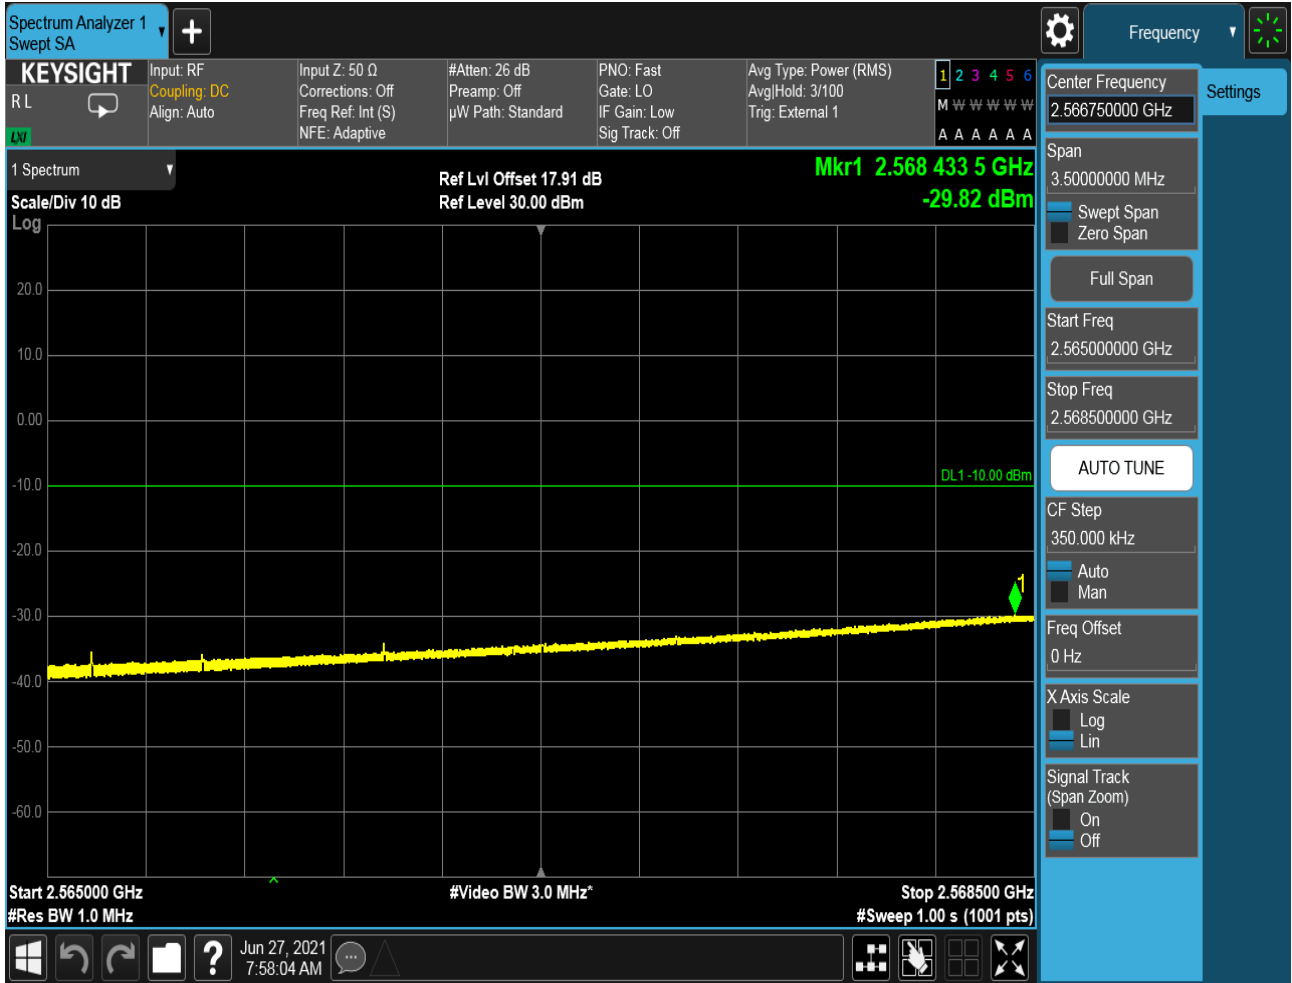 Spectrum Analyzer 1
Swept SA
+
Frequency
KEYSIGHT
R L
LXI
Input: RF
Coupling: DC
Align: Auto
Input Z: 50 Ω
Corrections: Off
Freq Ref: Int (S)
NFE: Adaptive
#Atten: 26 dB
Preamp: Off
µW Path: Standard
PNO: Fast
Gate: LO
IF Gain: Low
Sig Track: Off
Avg Type: Power (RMS)
Avg|Hold: 3/100
Trig: External 1
1 2 3 4 5 6
M W W W W W
A A A A A A
Center Frequency
2.566750000 GHz
Settings
Span
3.50000000 MHz
Swept Span
Zero Span
Full Span
Start Freq
2.565000000 GHz
Stop Freq
2.568500000 GHz
AUTO TUNE
CF Step
350.000 kHz
Auto
Man
Freq Offset
0 Hz
X Axis Scale
Log
Lin
Signal Track
(Span Zoom)
On
Off
1 Spectrum
Scale/Div 10 dB
Log
Ref Lvl Offset 17.91 dB
Ref Level 30.00 dBm
Mkr1 2.568 433 5 GHz
-29.82 dBm
20.0
10.0
0.00
-10.0
DL1 -10.00 dBm
-20.0
1
-30.0
-40.0
-50.0
-60.0
Start 2.565000 GHz
#Video BW 3.0 MHz*
Stop 2.568500 GHz
#Res BW 1.0 MHz
#Sweep 1.00 s (1001 pts)
?
Jun 27, 2021
7:58:04 AM